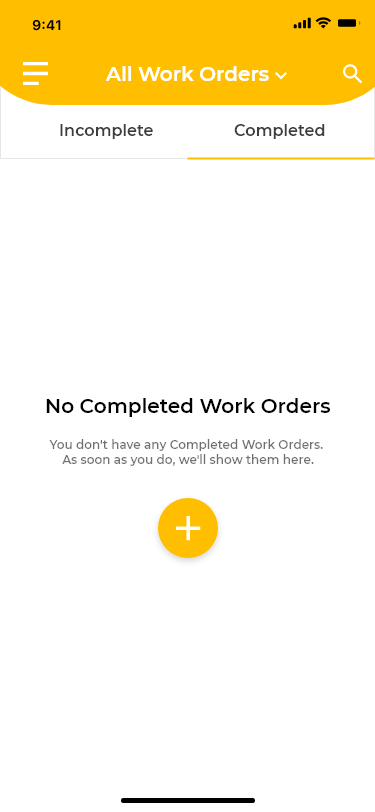 9:41
All Work Orders
Incomplete
Completed
No Completed Work Orders
You don't have any Completed Work Orders.
As soon as you do, we'll show them here.